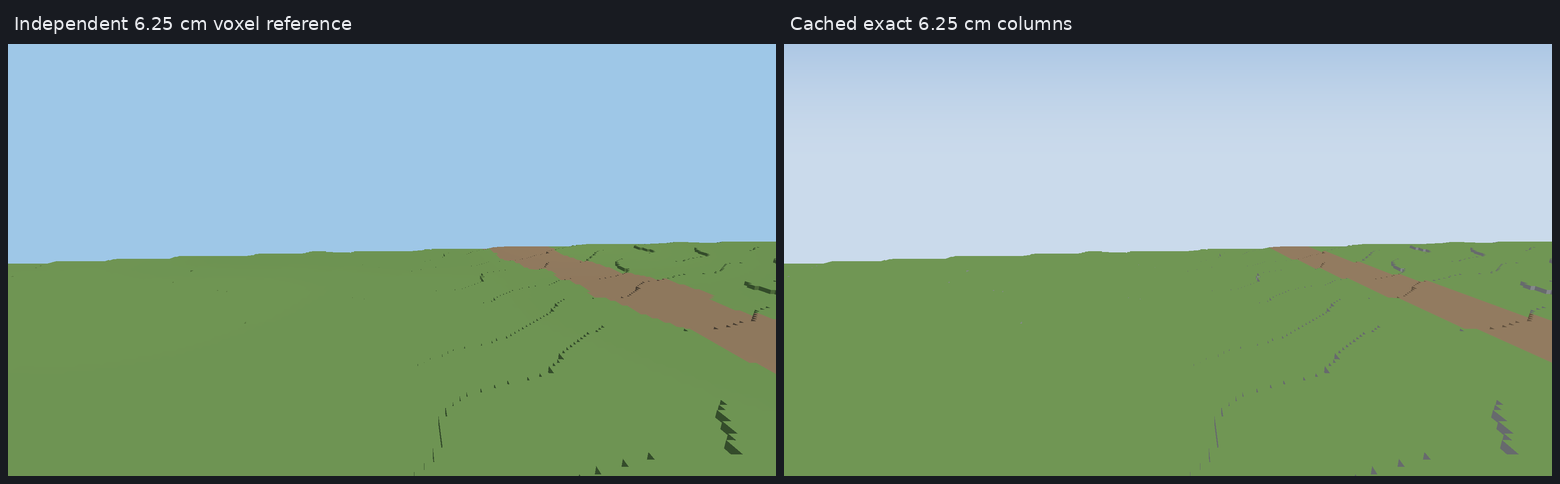 Independent 6.25 cm voxel reference
Cached exact 6.25 cm columns